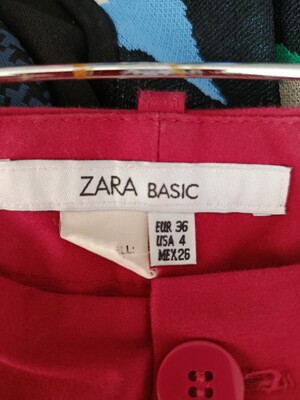 ZARA BASIC
EUR 36
USA 4
MEX 26